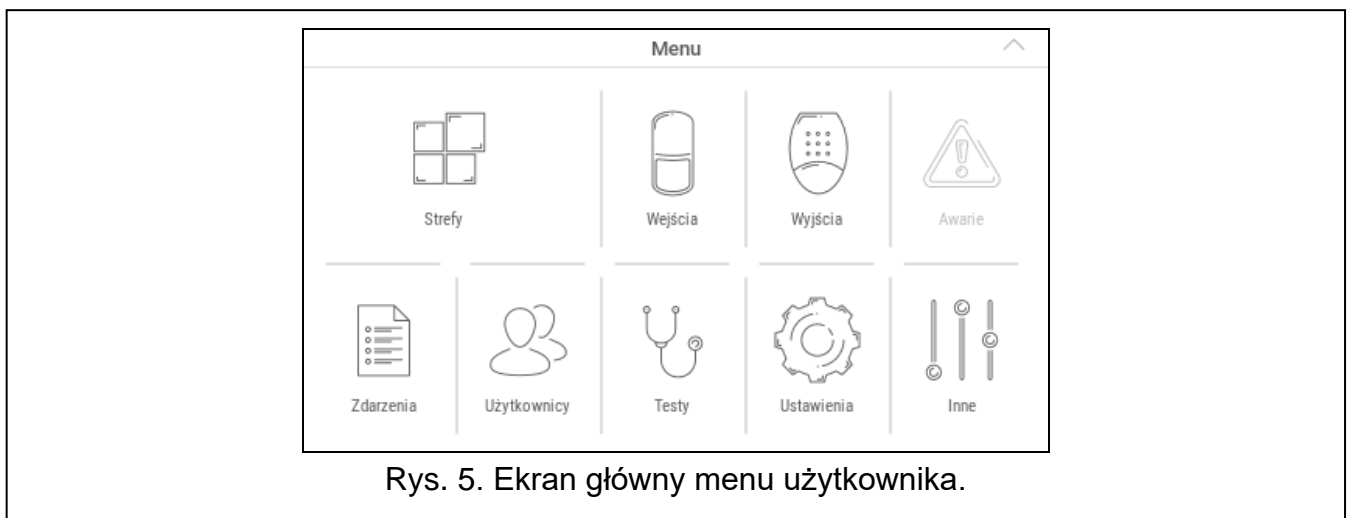 Menu
Strefy
Wejścia
Wyjścia
Awarie
Zdarzenia
Użytkownicy
Testy
Ustawienia
Inne
Rys. 5. Ekran główny menu użytkownika.